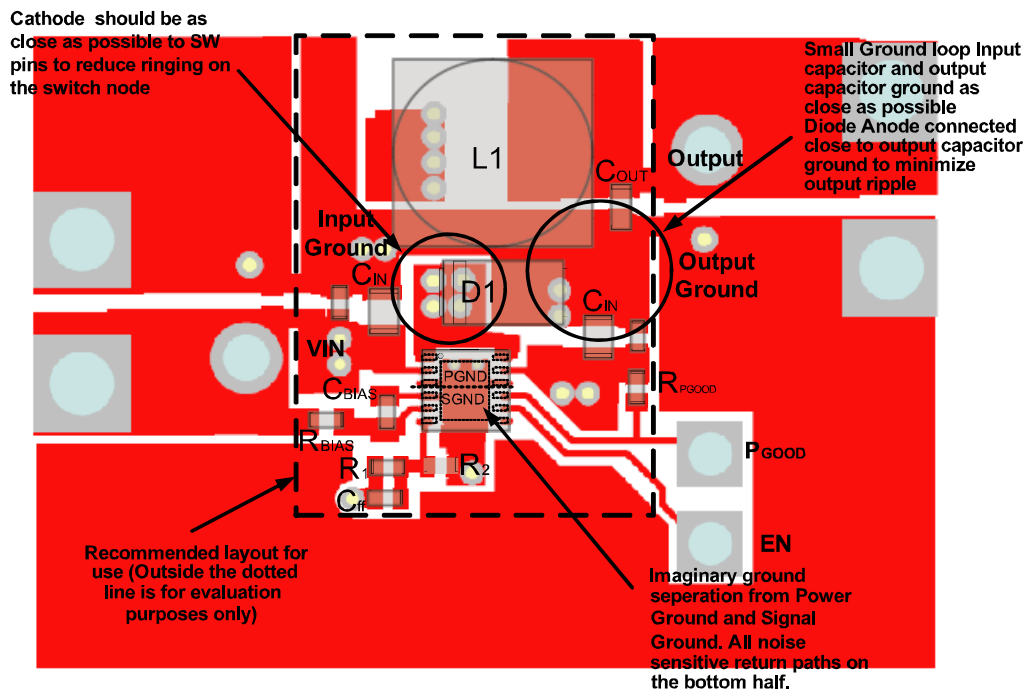 Cathode should be as
close as possible to SW
pins to reduce ringing on
the switch node
Small Ground loop Input
capacitor and output
capacitor ground as
close as possible
Diode Anode connected
close to output capacitor
ground to minimize
output ripple
L1
COUT
Output
Input
Ground
CIN
D1
CIN
Output
Ground
VIN
PGND
SGND
CBIAS
RPGOOD
RBIAS
R1
R2
Cff
PGOOD
EN
Recommended layout for
use (Outside the dotted
line is for evaluation
purposes only)
Imaginary ground
seperation from Power
Ground and Signal
Ground. All noise
sensitive return paths on
the bottom half.